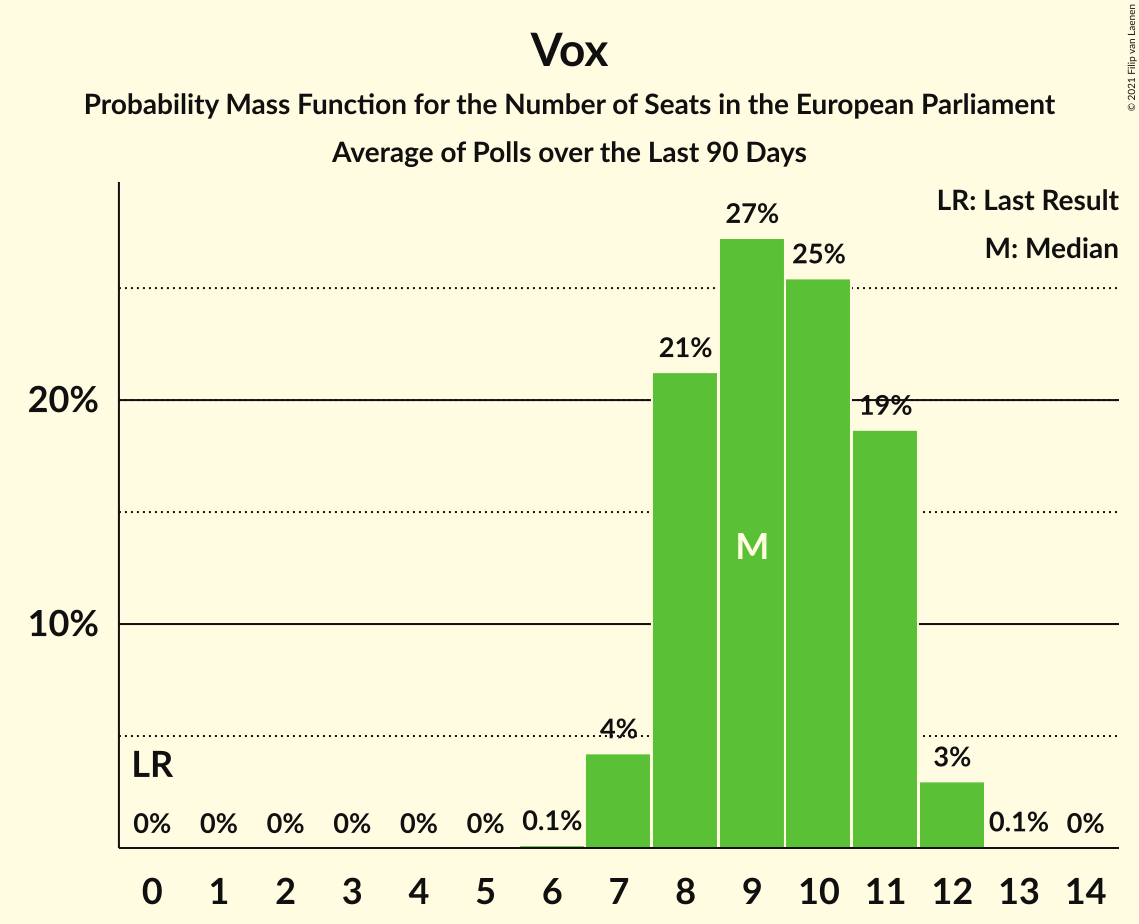 Vox
Probability Mass Function for the Number of Seats in the European Parliament
Average of Polls over the Last 90 Days
© 2021 Filip van Laenen
LR: Last Result
M: Median
27%
25%
21%
20%
19%
M
10%
4%
LR
3%
0% 0% 0% 0% 0% 0% 0.1% 0.1% 0%
0 1 2 3 4 5 6 7 8 9 10 11 12 13 14